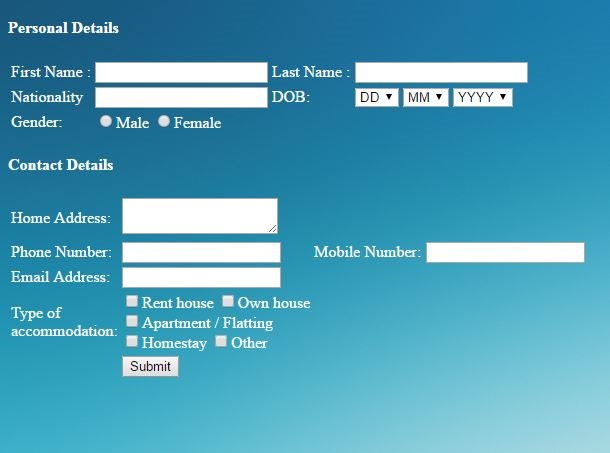 Personal Details
First Name : Last Name :
Nationality DOB: DD MM YYYY
Gender: Male Female
Contact Details
Home Address:
Phone Number: Mobile Number:
Email Address:
Type of accommodation:
Rent house Own house
Apartment / Flatting
Homestay Other
Submit